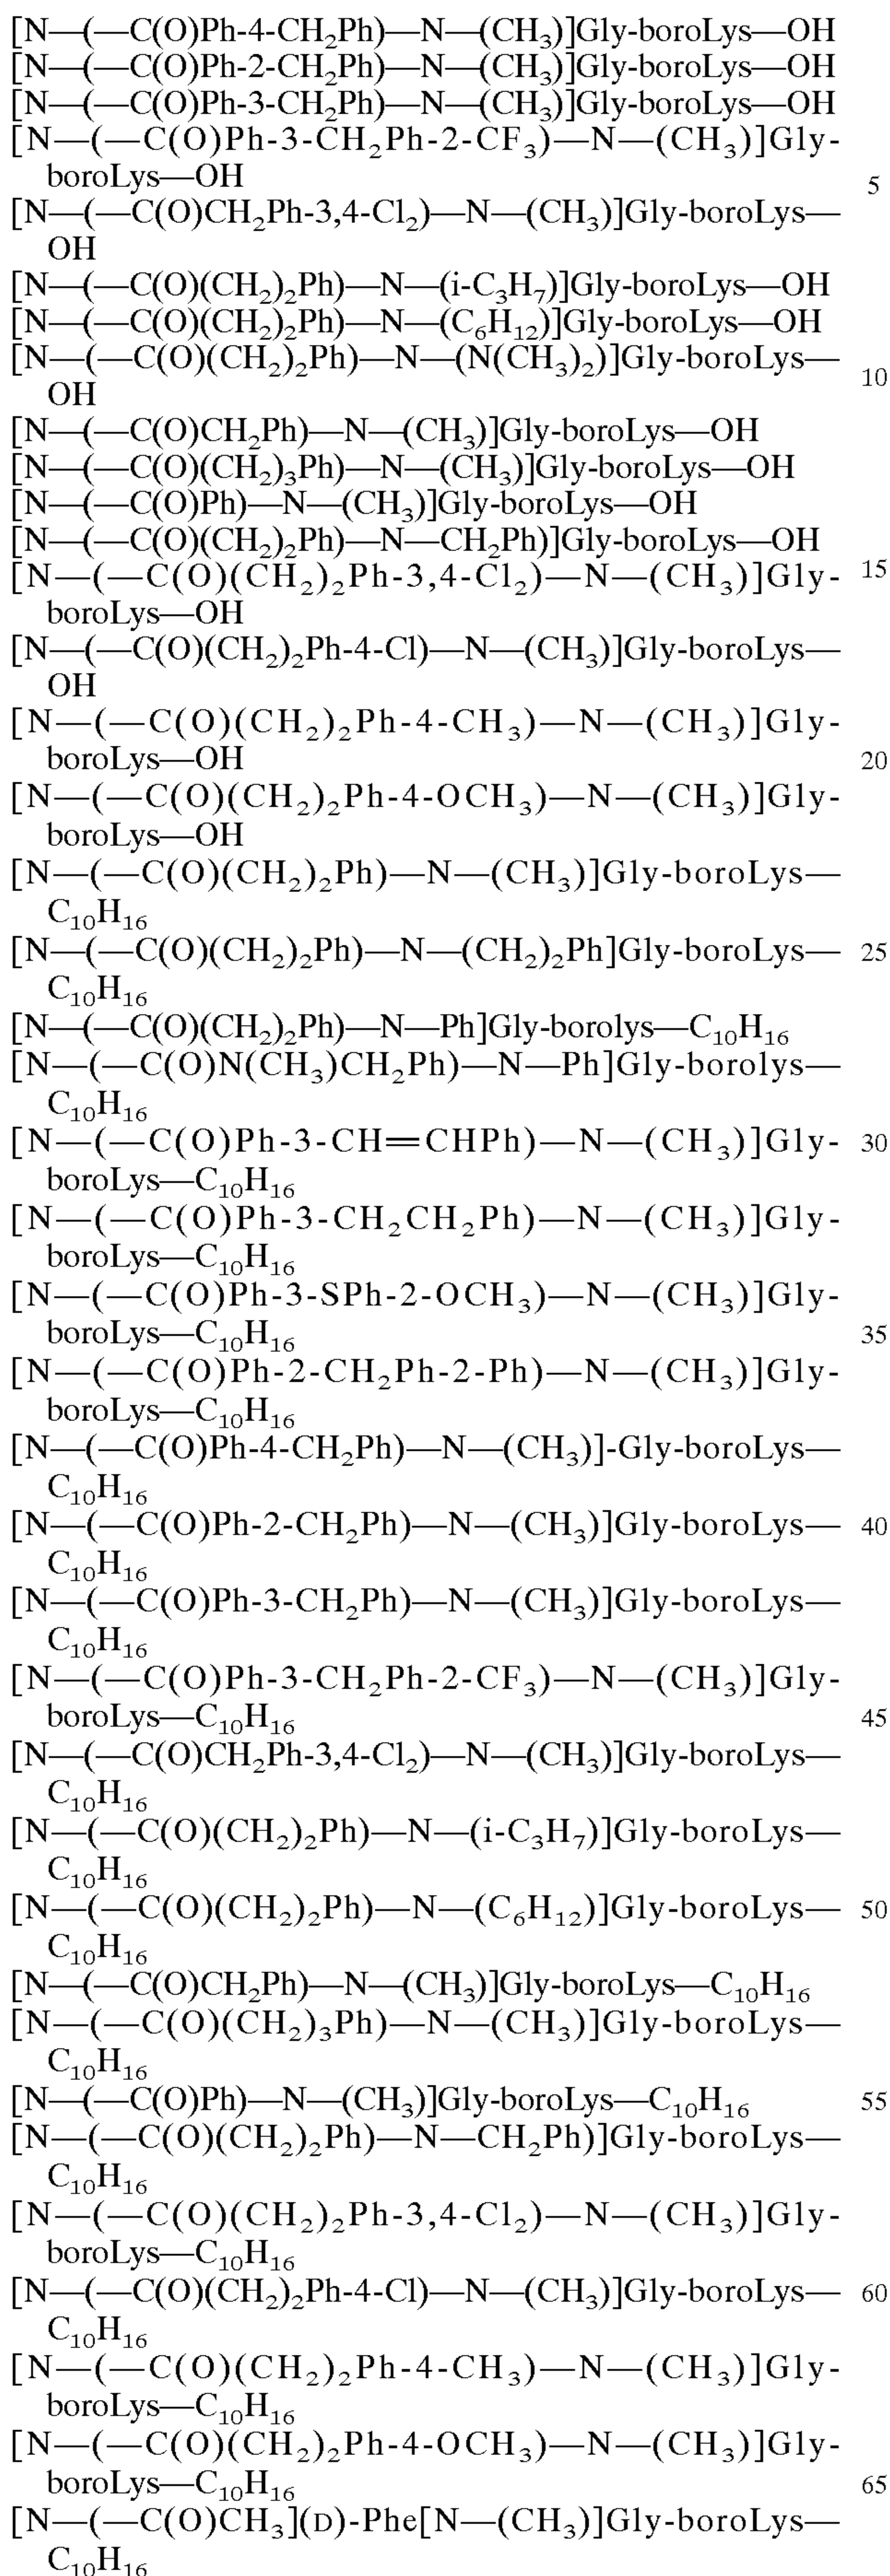 [N—(—C(O)Ph-4-CH₂Ph)—N—(CH₃)]Gly-boroLys—OH
[N—(—C(O)Ph-2-CH₂Ph)—N—(CH₃)]Gly-boroLys—OH
[N—(—C(O)Ph-3-CH₂Ph)—N—(CH₃)]Gly-boroLys—OH
[N—(—C(O)Ph-3-CH₂Ph-2-CF₃)—N—(CH₃)]Gly-
boroLys—OH 5
[N—(—C(O)CH₂Ph-3,4-Cl₂)—N—(CH₃)]Gly-boroLys—
OH
[N—(—C(O)(CH₂)₂Ph)—N—(i-C₃H₇)]Gly-boroLys—OH
[N—(—C(O)(CH₂)₂Ph)—N—(C₆H₁₂)]Gly-boroLys—OH
[N—(—C(O)(CH₂)₂Ph)—N—(N(CH₃)₂)]Gly-boroLys— 10
OH
[N—(—C(O)CH₂Ph)—N—(CH₃)]Gly-boroLys—OH
[N—(—C(O)(CH₂)₃Ph)—N—(CH₃)]Gly-boroLys—OH
[N—(—C(O)Ph)—N—(CH₃)]Gly-boroLys—OH
[N—(—C(O)(CH₂)₂Ph)—N—CH₂Ph)]Gly-boroLys—OH
[N—(—C(O)(CH₂)₂Ph-3,4-Cl₂)—N—(CH₃)]Gly- 15
boroLys—OH
[N—(—C(O)(CH₂)₂Ph-4-Cl)—N—(CH₃)]Gly-boroLys—
OH
[N—(—C(O)(CH₂)₂Ph-4-CH₃)—N—(CH₃)]Gly-
boroLys—OH 20
[N—(—C(O)(CH₂)₂Ph-4-OCH₃)—N—(CH₃)]Gly-
boroLys—OH
[N—(—C(O)(CH₂)₂Ph)—N—(CH₃)]Gly-boroLys—
C₁₀H₁₆
[N—(—C(O)(CH₂)₂Ph)—N—(CH₂)₂Ph]Gly-boroLys— 25
C₁₀H₁₆
[N—(—C(O)(CH₂)₂Ph)—N—Ph]Gly-borolys—C₁₀H₁₆
[N—(—C(O)N(CH₃)CH₂Ph)—N—Ph]Gly-borolys—
C₁₀H₁₆
[N—(—C(O)Ph-3-CH=CHPh)—N—(CH₃)]Gly- 30
boroLys—C₁₀H₁₆
[N—(—C(O)Ph-3-CH₂CH₂Ph)—N—(CH₃)]Gly-
boroLys—C₁₀H₁₆
[N—(—C(O)Ph-3-SPh-2-OCH₃)—N—(CH₃)]Gly-
boroLys—C₁₀H₁₆ 35
[N—(—C(O)Ph-2-CH₂Ph-2-Ph)—N—(CH₃)]Gly-
boroLys—C₁₀H₁₆
[N—(—C(O)Ph-4-CH₂Ph)—N—(CH₃)]-Gly-boroLys—
C₁₀H₁₆
[N—(—C(O)Ph-2-CH₂Ph)—N—(CH₃)]Gly-boroLys— 40
C₁₀H₁₆
[N—(—C(O)Ph-3-CH₂Ph)—N—(CH₃)]Gly-boroLys—
C₁₀H₁₆
[N—(—C(O)Ph-3-CH₂Ph-2-CF₃)—N—(CH₃)]Gly-
boroLys—C₁₀H₁₆ 45
[N—(—C(O)CH₂Ph-3,4-Cl₂)—N—(CH₃)]Gly-boroLys—
C₁₀H₁₆
[N—(—C(O)(CH₂)₂Ph)—N—(i-C₃H₇)]Gly-boroLys—
C₁₀H₁₆
[N—(—C(O)(CH₂)₂Ph)—N—(C₆H₁₂)]Gly-boroLys— 50
C₁₀H₁₆
[N—(—C(O)CH₂Ph)—N—(CH₃)]Gly-boroLys—C₁₀H₁₆
[N—(—C(O)(CH₂)₃Ph)—N—(CH₃)]Gly-boroLys—
C₁₀H₁₆
[N—(—C(O)Ph)—N—(CH₃)]Gly-boroLys—C₁₀H₁₆ 55
[N—(—C(O)(CH₂)₂Ph)—N—CH₂Ph)]Gly-boroLys—
C₁₀H₁₆
[N—(—C(O)(CH₂)₂Ph-3,4-Cl₂)—N—(CH₃)]Gly-
boroLys—C₁₀H₁₆
[N—(—C(O)(CH₂)₂Ph-4-Cl)—N—(CH₃)]Gly-boroLys— 60
C₁₀H₁₆
[N—(—C(O)(CH₂)₂Ph-4-CH₃)—N—(CH₃)]Gly-
boroLys—C₁₀H₁₆
[N—(—C(O)(CH₂)₂Ph-4-OCH₃)—N—(CH₃)]Gly-
boroLys—C₁₀H₁₆ 65
[N—(—C(O)CH₃](D)-Phe[N—(CH₃)]Gly-boroLys—
C₁₀H₁₆